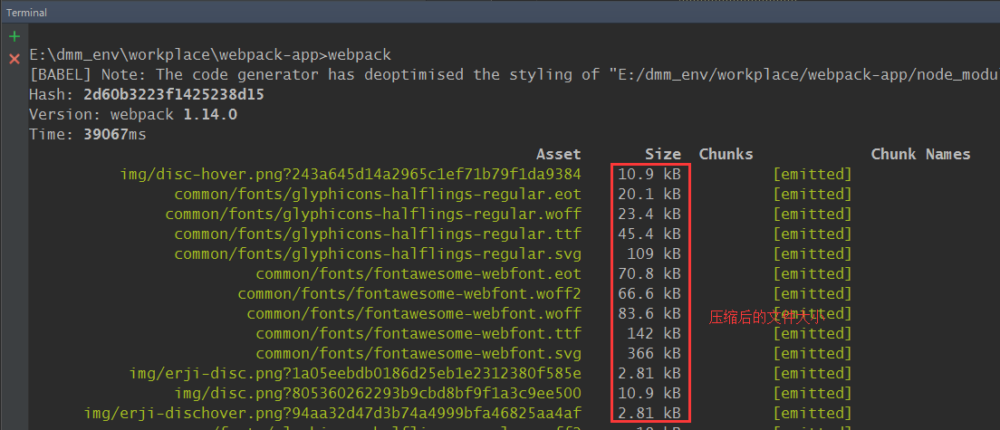 Terminal
E:\dmm_env\workplace\webpack-app>webpack
[BABEL] Note: The code generator has deoptimised the styling of "E:/dmm_env/workplace/webpack-app/node_modu
Hash: 2d60b3223f1425238d15
Version: webpack 1.14.0
Time: 39067ms
Asset Size Chunks Chunk Names
img/disc-hover.png?243a645d14a2965c1ef71b79f1da9384 10.9 kB [emitted]
common/fonts/glyphicons-halflings-regular.eot 20.1 kB [emitted]
common/fonts/glyphicons-halflings-regular.woff 23.4 kB [emitted]
common/fonts/glyphicons-halflings-regular.ttf 45.4 kB [emitted]
common/fonts/glyphicons-halflings-regular.svg 109 kB [emitted]
common/fonts/fontawesome-webfont.eot 70.8 kB [emitted]
common/fonts/fontawesome-webfont.woff2 66.6 kB [emitted]
common/fonts/fontawesome-webfont.woff 83.6 kB [emitted]
压缩后的文件大小
common/fonts/fontawesome-webfont.ttf 142 kB [emitted]
common/fonts/fontawesome-webfont.svg 366 kB [emitted]
img/erji-disc.png?1a05eebdb0186d25eb1e2312380f585e 2.81 kB [emitted]
img/disc.png?805360262293b9cbd8bf9f1a3c9ee500 10.9 kB [emitted]
img/erji-dischover.png?94aa32d47d3b74a4999bfa46825aa4af 2.81 kB [emitted]